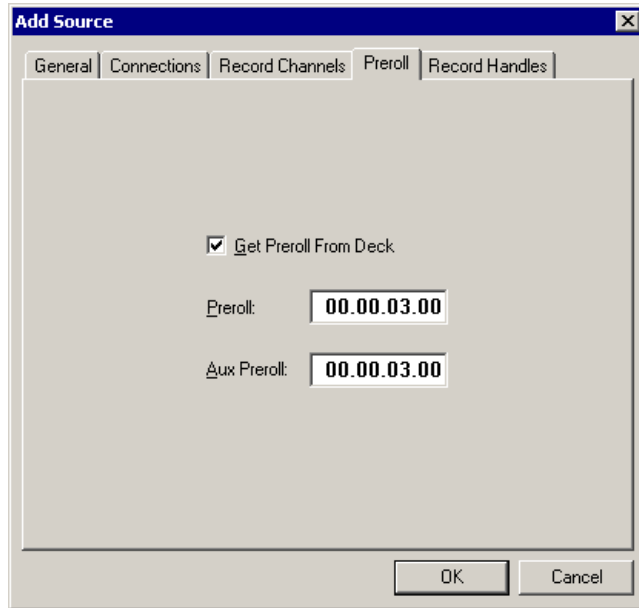 Add Source
General Connections Record Channels Preroll Record Handles
Get Preroll From Deck
Preroll: 00.00.03.00
Aux Preroll: 00.00.03.00
OK Cancel